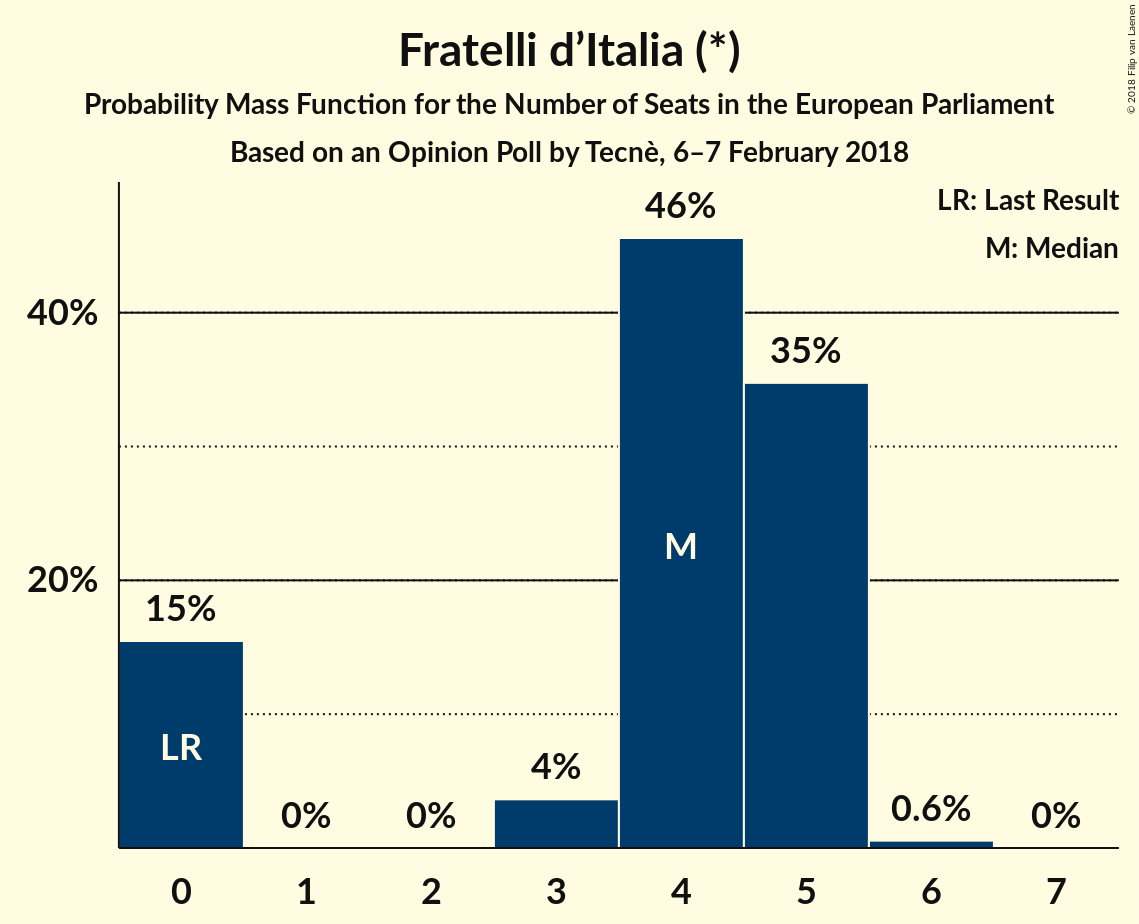 Fratelli d’Italia (*)
Probability Mass Function for the Number of Seats in the European Parliament
Based on an Opinion Poll by Tecnè, 6–7 February 2018
© 2018 Filip van Laenen
LR: Last Result
M: Median
46%
40%
35%
M
20%
15%
LR
4%
0%
0%
0.6%
0%
0 1 2 3 4 5 6 7